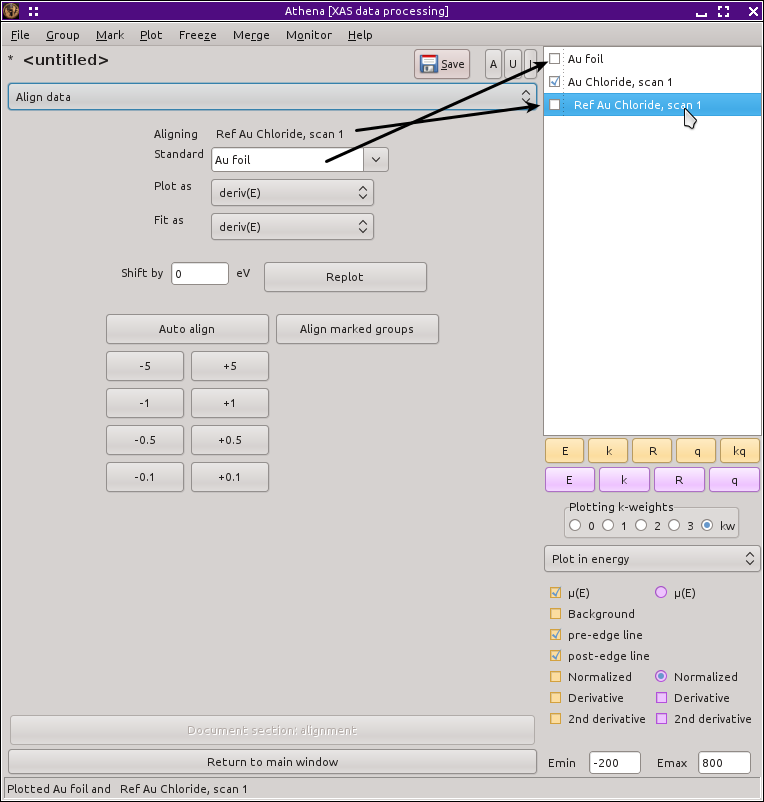 Athena [XAS data processing]
File Group Mark Plot Freeze Merge Monitor Help
* <untitled>
Save
A U I
Align data
Aligning Ref Au Chloride, scan 1
Standard Au foil
Plot as deriv(E)
Fit as deriv(E)
Shift by 0 eV Replot
Auto align Align marked groups
-5 +5
-1 +1
-0.5 +0.5
-0.1 +0.1
Document section: alignment
Return to main window
Au foil
Au Chloride, scan 1
Ref Au Chloride, scan 1
E k R q kq
E k R q
Plotting k-weights
0 1 2 3 kw
Plot in energy
μ(E) μ(E)
Background
pre-edge line
post-edge line
Normalized Normalized
Derivative Derivative
2nd derivative 2nd derivative
Emin -200 Emax 800
Plotted Au foil and Ref Au Chloride, scan 1